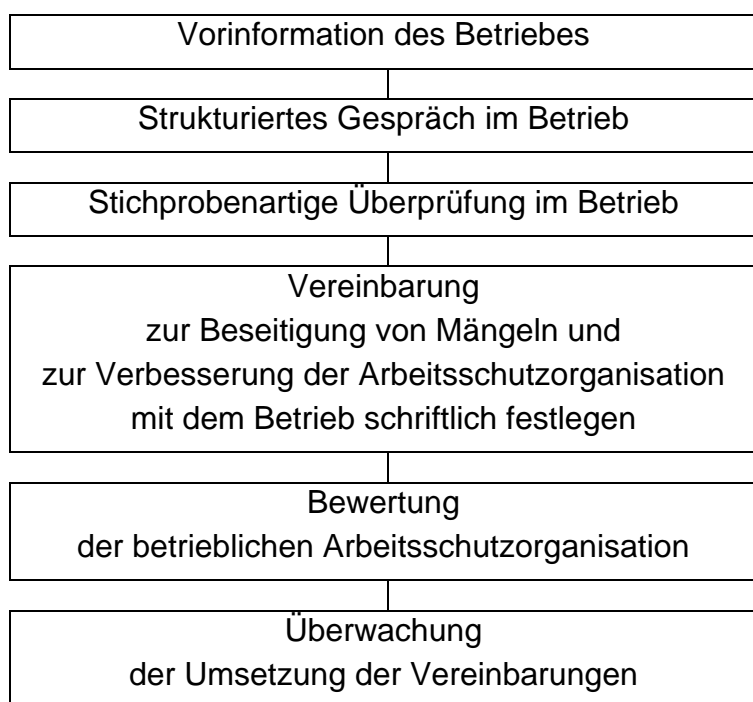 Vorinformation des Betriebes
Strukturiertes Gespräch im Betrieb
Stichprobenartige Überprüfung im Betrieb
Vereinbarung
zur Beseitigung von Mängeln und
zur Verbesserung der Arbeitsschutzorganisation
mit dem Betrieb schriftlich festlegen
Bewertung
der betrieblichen Arbeitsschutzorganisation
Überwachung
der Umsetzung der Vereinbarungen